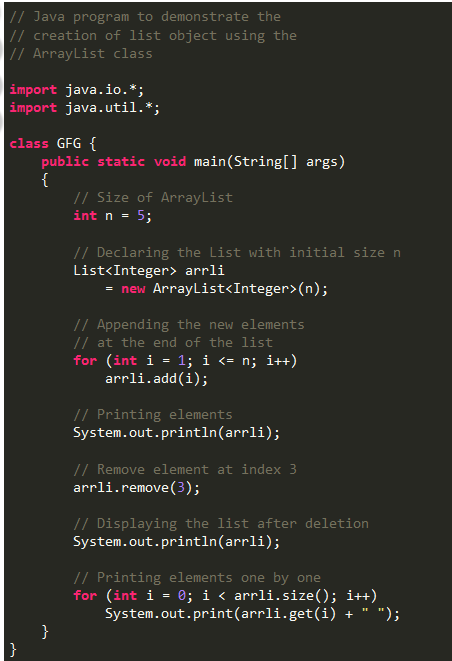 // Java program to demonstrate the
// creation of list object using the
// ArrayList class
import java.io.*;
import java.util.*;
class GFG {
public static void main(String[] args)
{
// Size of ArrayList
int n = 5;
// Declaring the List with initial size n
List<Integer> arrli
= new ArrayList<Integer>(n);
// Appending the new elements
// at the end of the list
for (int i = 1; i <= n; i++)
arrli.add(i);
// Printing elements
System.out.println(arrli);
// Remove element at index 3
arrli.remove(3);
// Displaying the list after deletion
System.out.println(arrli);
// Printing elements one by one
for (int i = 0; i < arrli.size(); i++)
System.out.print(arrli.get(i) + " ");
}
}